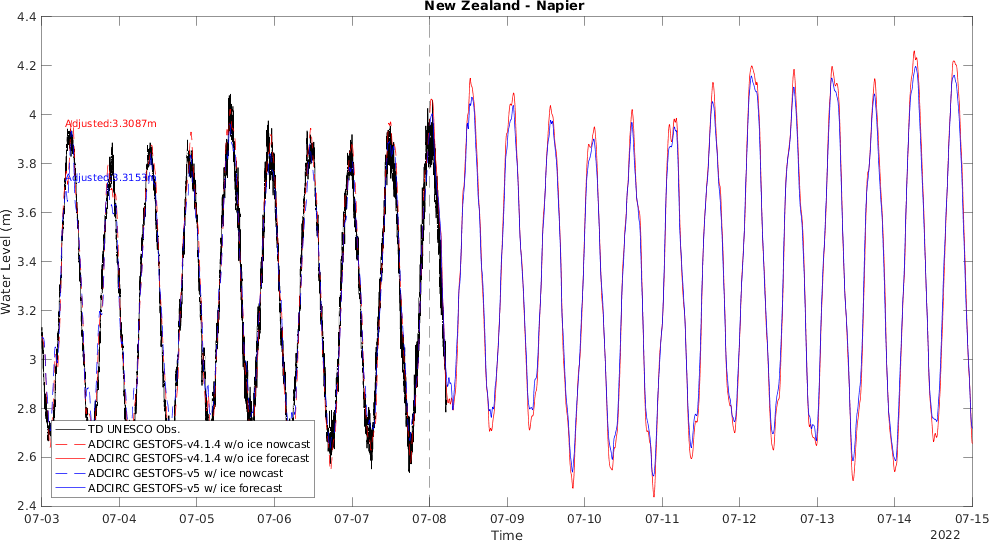 New Zealand - Napier
4.4
4.2
4
3.8
3.6
3.4
3.2
3
2.8
2.6
2.4
Water Level (m)
Adjusted:3.3087m
Adjusted:3.3153m
TD UNESCO Obs.
ADCIRC GESTOFS-v4.1.4 w/o ice nowcast
ADCIRC GESTOFS-v4.1.4 w/o ice forecast
ADCIRC GESTOFS-v5 w/ ice nowcast
ADCIRC GESTOFS-v5 w/ ice forecast
07-03 07-04 07-05 07-06 07-07 07-08 07-09 07-10 07-11 07-12 07-13 07-14 07-15
Time
2022